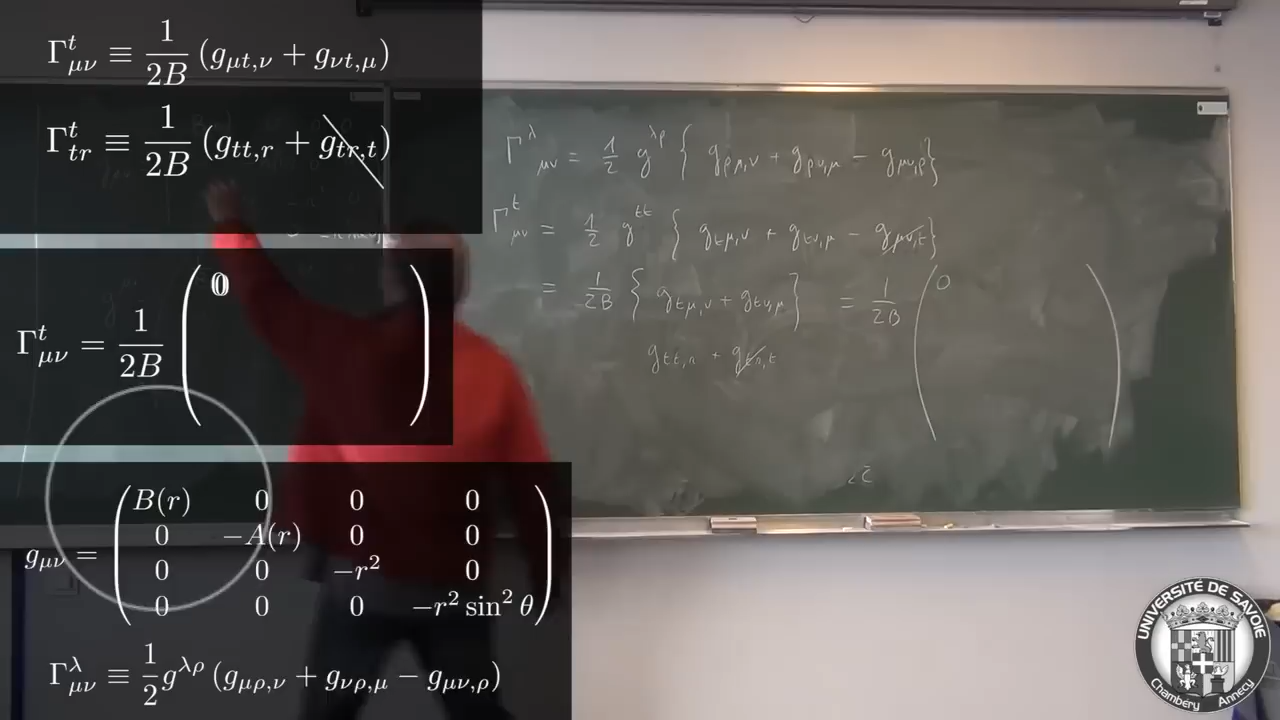 Γ^t_{μν} ≡ 1/2B (g_{μt,ν} + g_{νt,μ})
Γ^t_{tr} ≡ 1/2B (g_{tt,r} + g_{tr,t})
Γ^t_{μν} = 1/2B ( 0 )
g_{μν} = ( B(r) 0 0 0
0 −A(r) 0 0
0 0 −r² 0
0 0 0 −r² sin² θ )
Γ^λ_{μν} ≡ 1/2 g^{λρ} (g_{μρ,ν} + g_{νρ,μ} − g_{μν,ρ})
Γ^λ_{μν} = 1/2 g^{λρ} { g_{ρμ,ν} + g_{ρν,μ} − g_{μν,ρ} }
Γ^t_{μν} = 1/2 g^{tt} { g_{tμ,ν} + g_{tν,μ} − g_{μν,t} }
= 1/2B { g_{tμ,ν} + g_{tν,μ} } = 1/2B ( 0 )
g_{tt,r} + g_{tr,t}
UNIVERSITÉ DE SAVOIE
Chambéry Annecy